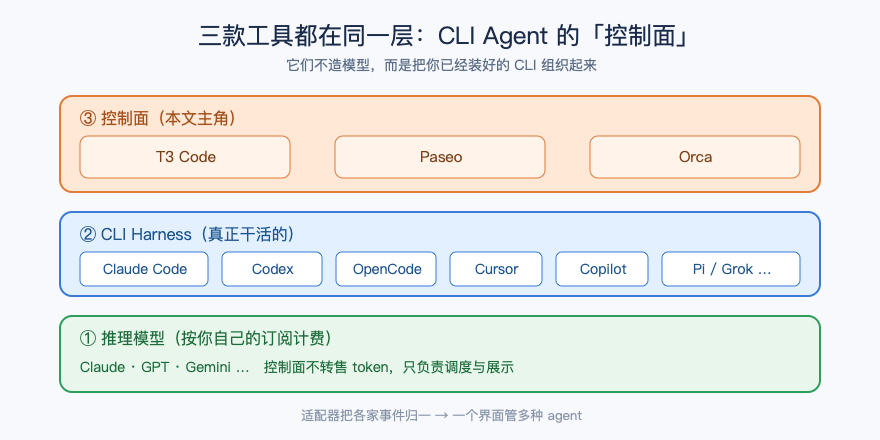 三款工具都在同一层：CLI Agent 的「控制面」
它们不造模型，而是把你已经装好的 CLI 组织起来
③ 控制面（本文主角）
T3 Code
Paseo
Orca
② CLI Harness（真正干活的）
Claude Code
Codex
OpenCode
Cursor
Copilot
Pi / Grok …
① 推理模型（按你自己的订阅计费）
Claude · GPT · Gemini … 控制面不转售 token，只负责调度与展示
适配器把各家事件归一 → 一个界面管多种 agent